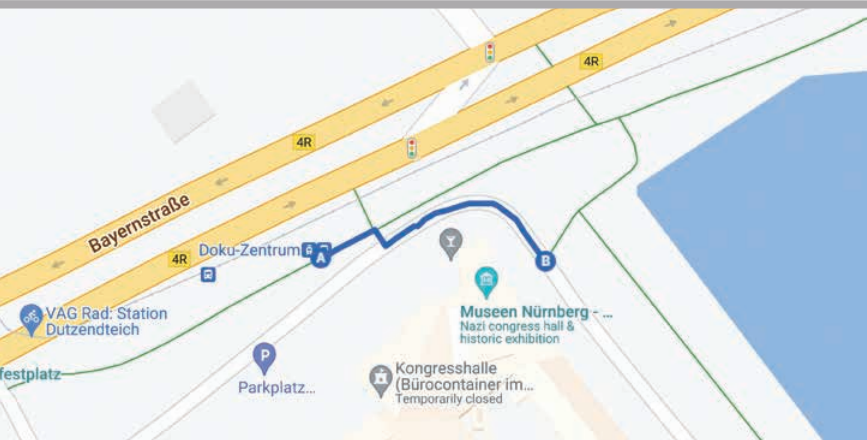 4R
4R
Bayernstraße
4R
Doku-Zentrum
A
B
VAG Rad: Station
Dutzendteich
Museen Nürnberg - ...
Nazi congress hall &
historic exhibition
festplatz
P
Parkplatz...
Kongresshalle
(Bürocontainer im...
Temporarily closed